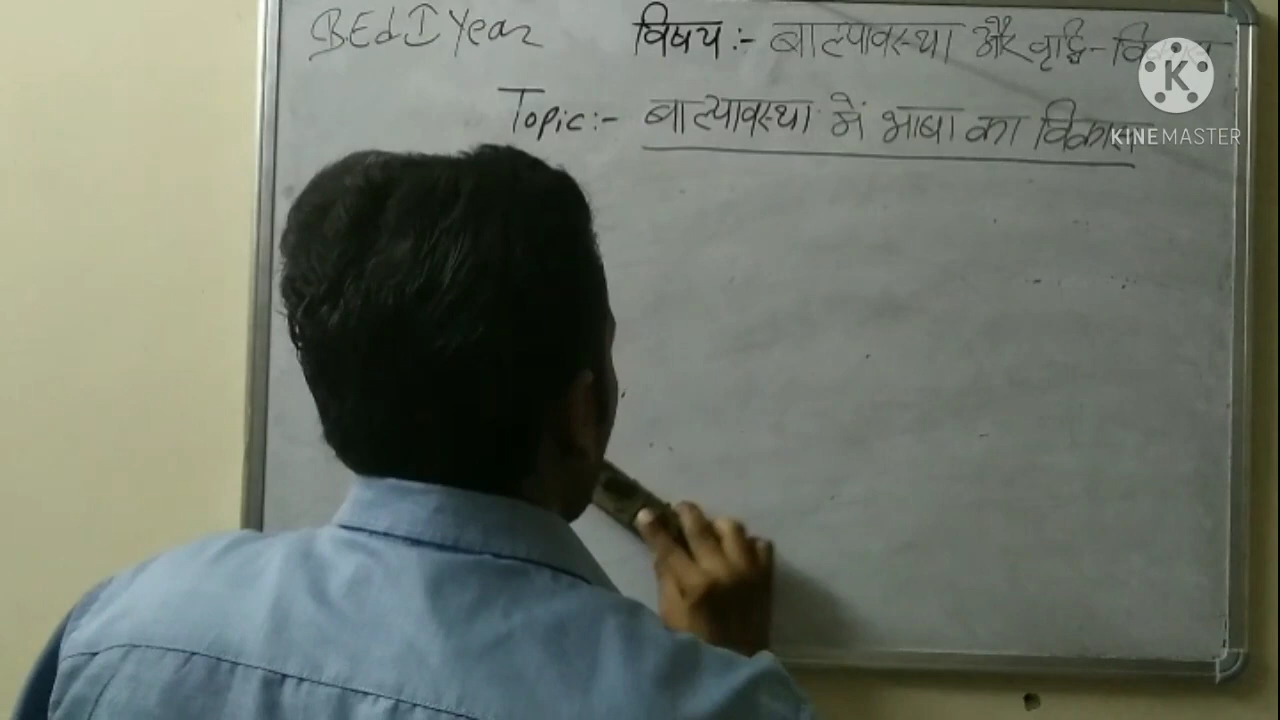 BEd I Year विषय :- बाल्यावस्था और वृद्धि-
Topic:- बाल्यावस्था में भाषा का विकास
K
KINEMASTER